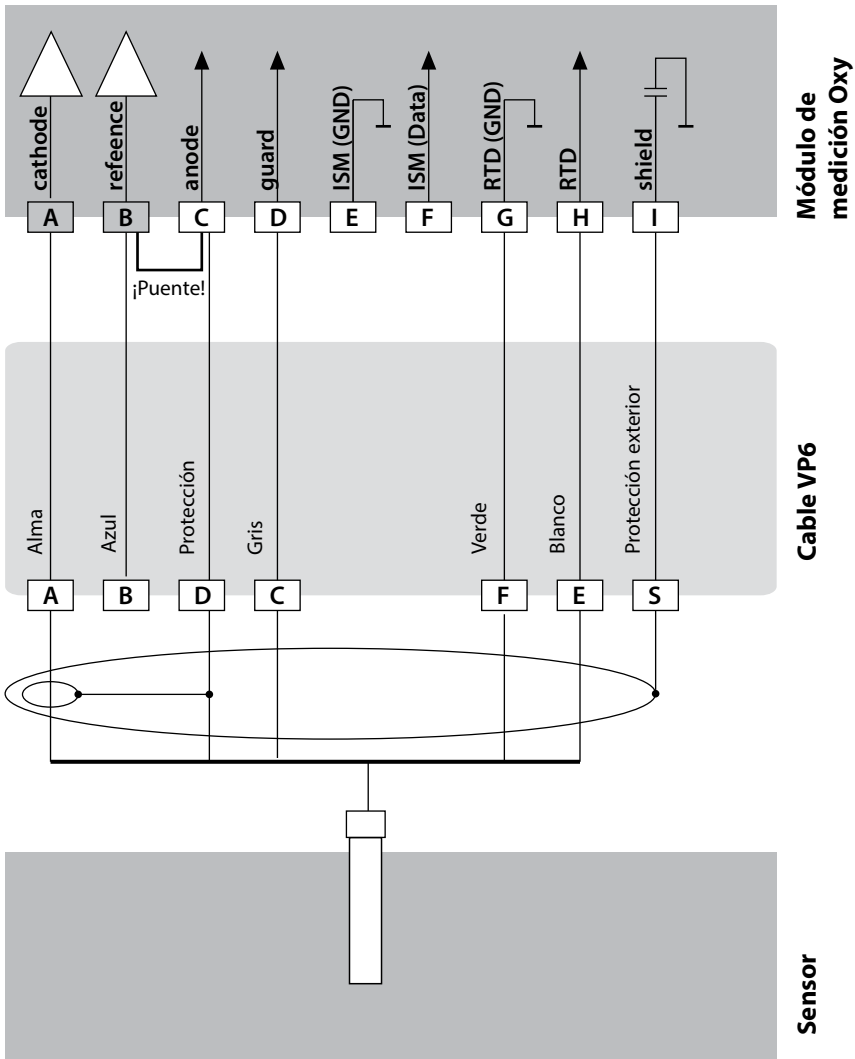 cathode
refeence
anode
guard
ISM (GND)
ISM (Data)
RTD (GND)
RTD
shield
Módulo de
medición Oxy
A
B
C
D
E
F
G
H
I
¡Puente!
Alma
Azul
Protección
Gris
Verde
Blanco
Protección exterior
Cable VP6
A
B
D
C
F
E
S
Sensor